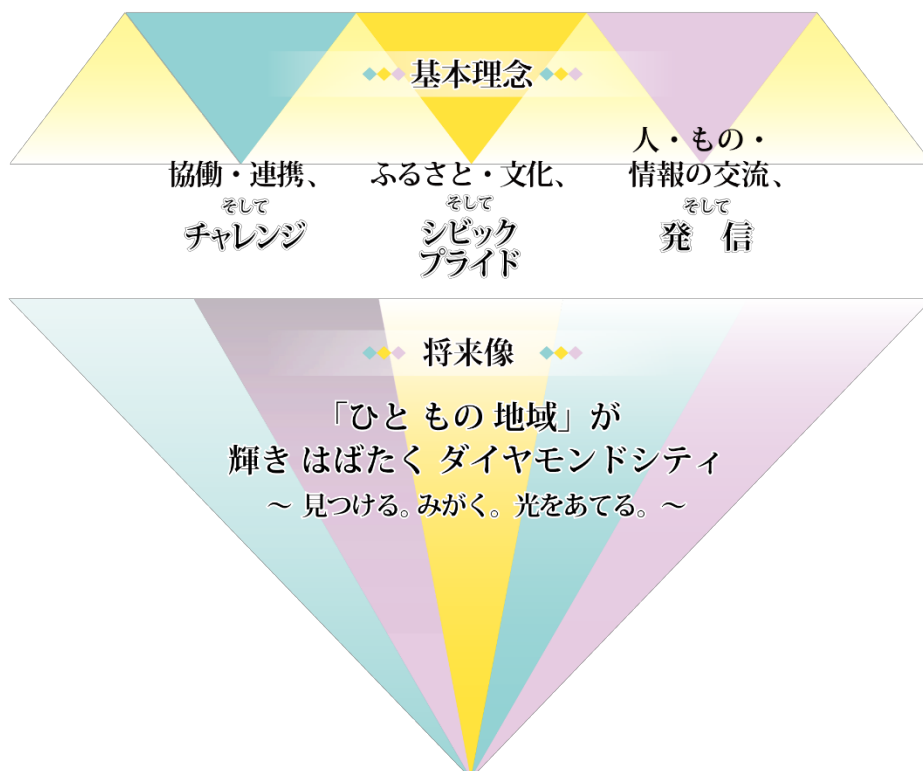 基本理念
協働・連携、
そして
チャレンジ
ふるさと・文化、
そして
シビック
プライド
人・もの・
情報の交流、
そして
発　信
将来像
「ひと もの 地域」が
輝き はばたく ダイヤモンドシティ
～ 見つける。みがく。光をあてる。～